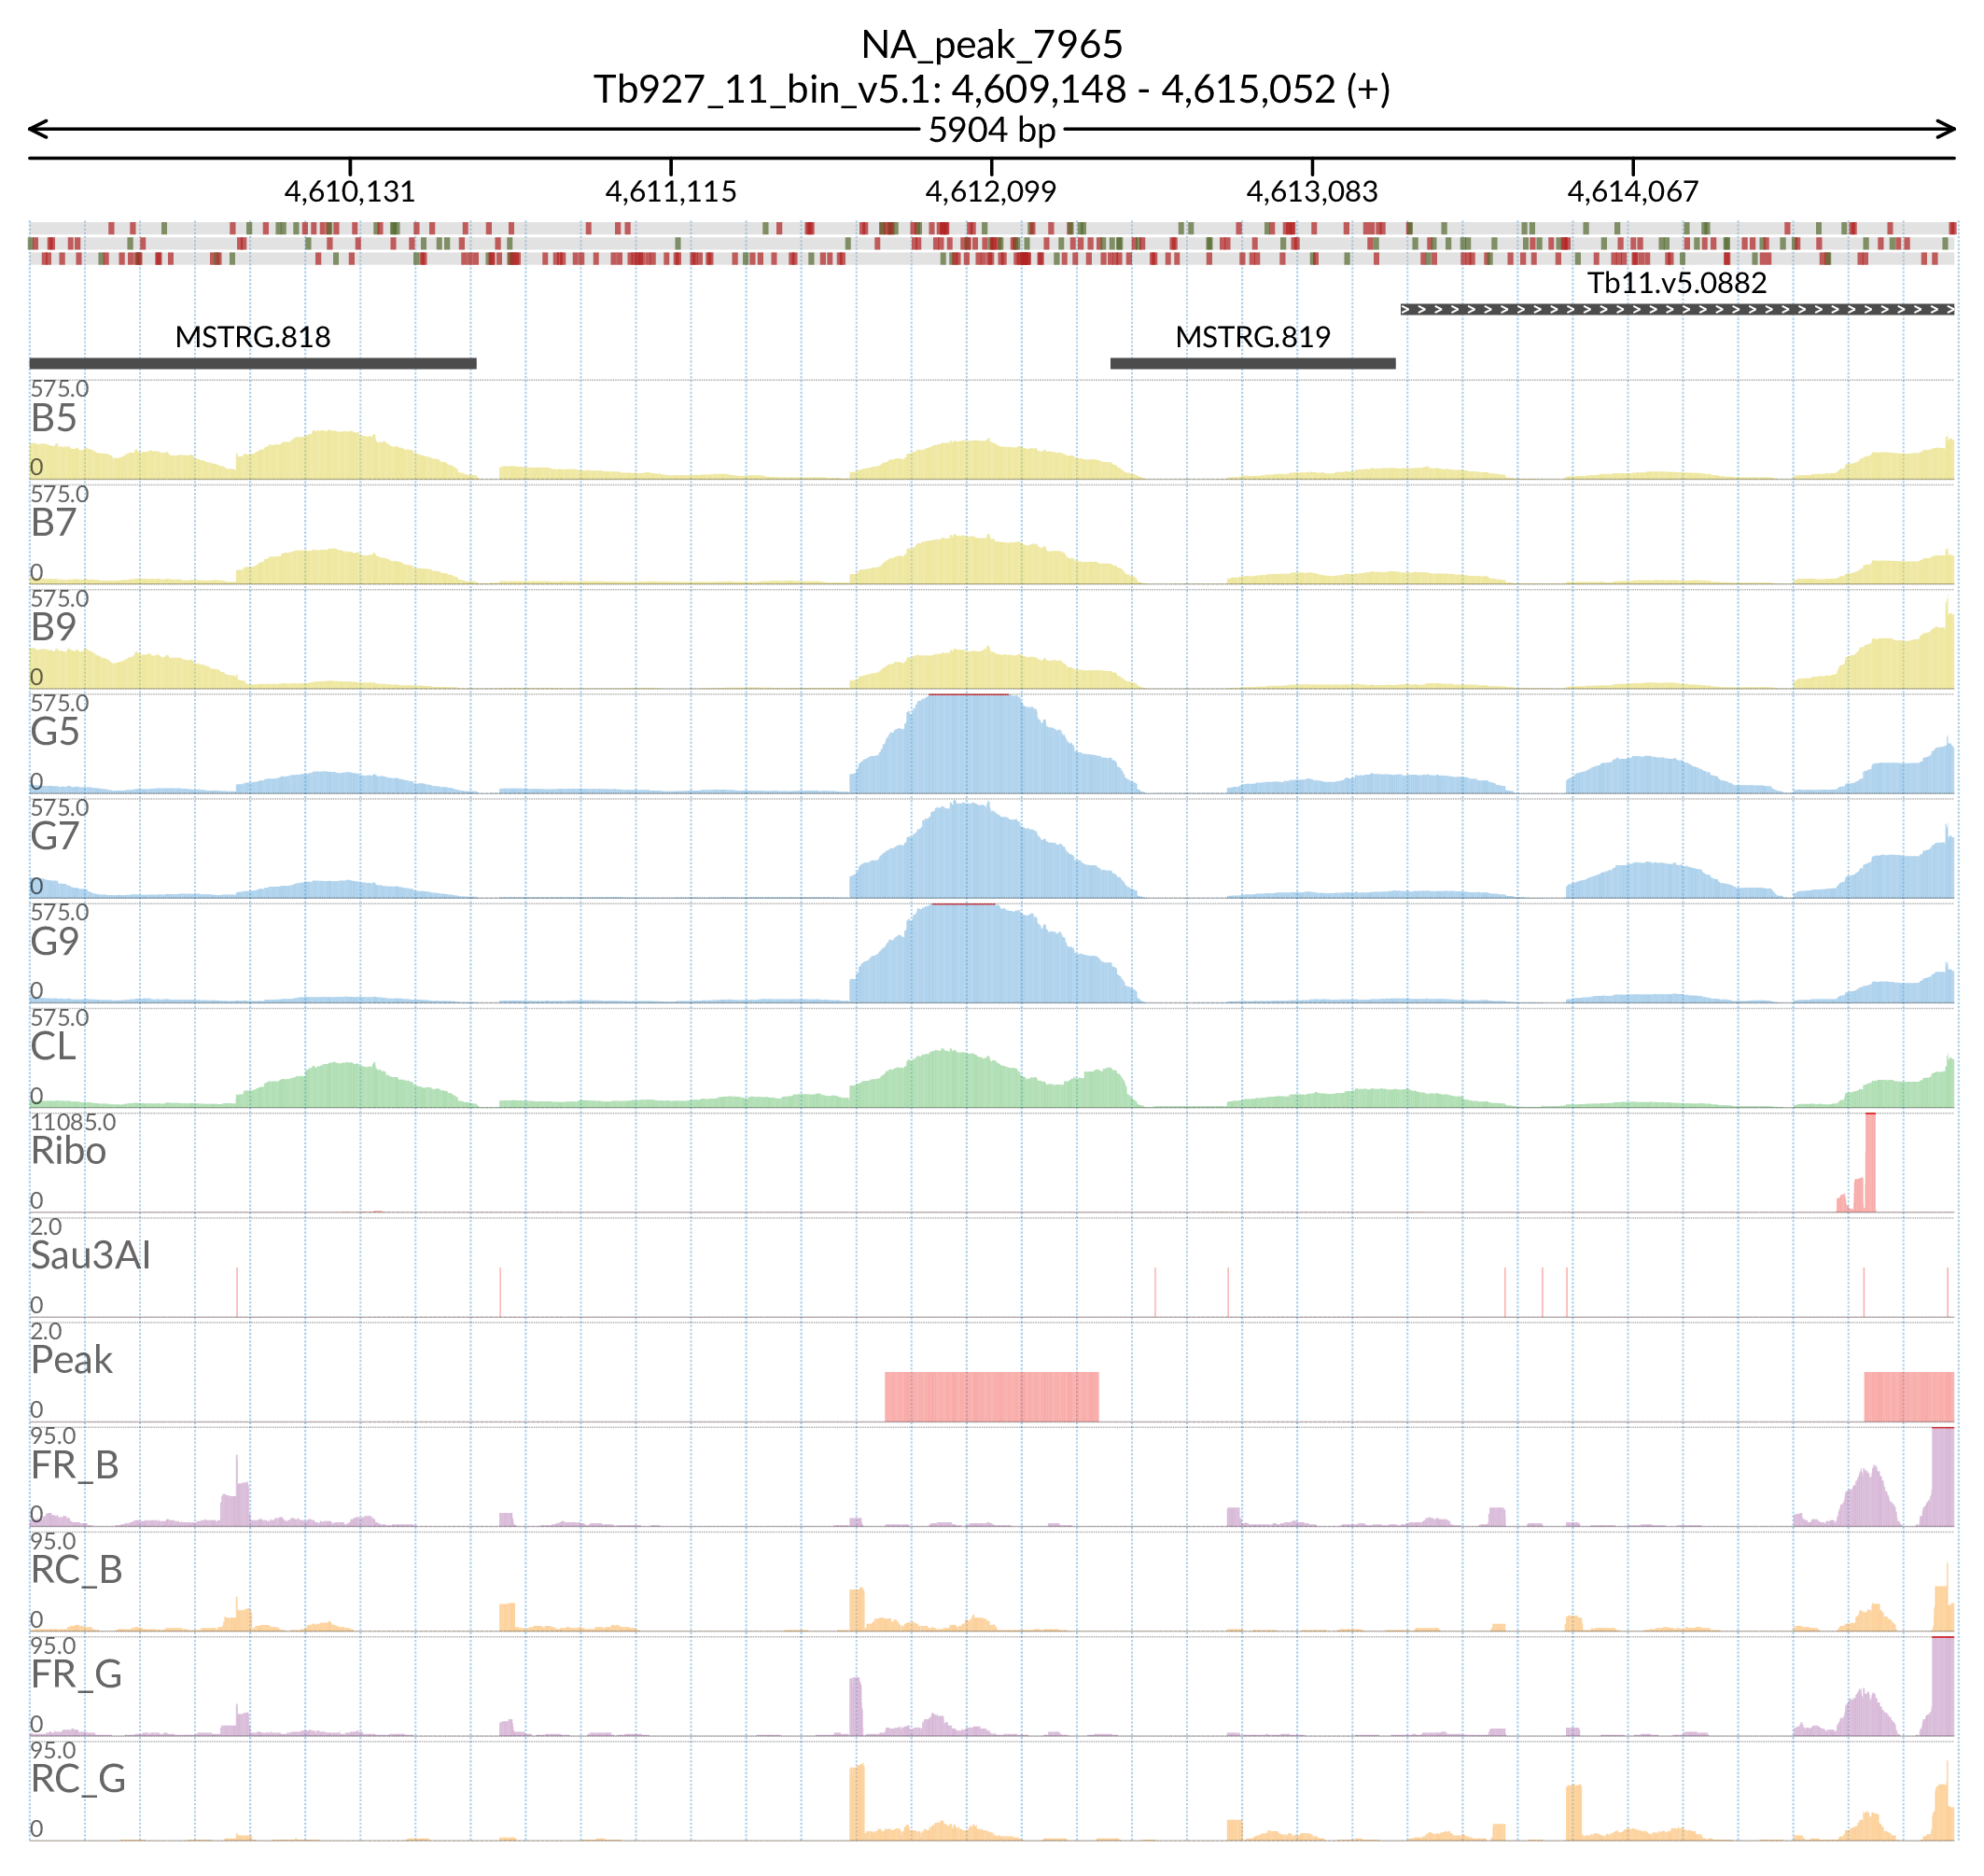 NA_peak_7965
Tb927_11_bin_v5.1: 4,609,148 - 4,615,052 (+)
5904 bp
4,610,131 4,611,115 4,612,099 4,613,083 4,614,067
Tb11.v5.0882
MSTRG.818 MSTRG.819
575.0
B5
0
575.0
B7
0
575.0
B9
0
575.0
G5
0
575.0
G7
0
575.0
G9
0
575.0
CL
0
11085.0
Ribo
0
2.0
Sau3AI
0
2.0
Peak
0
95.0
FR_B
0
95.0
RC_B
0
95.0
FR_G
0
95.0
RC_G
0